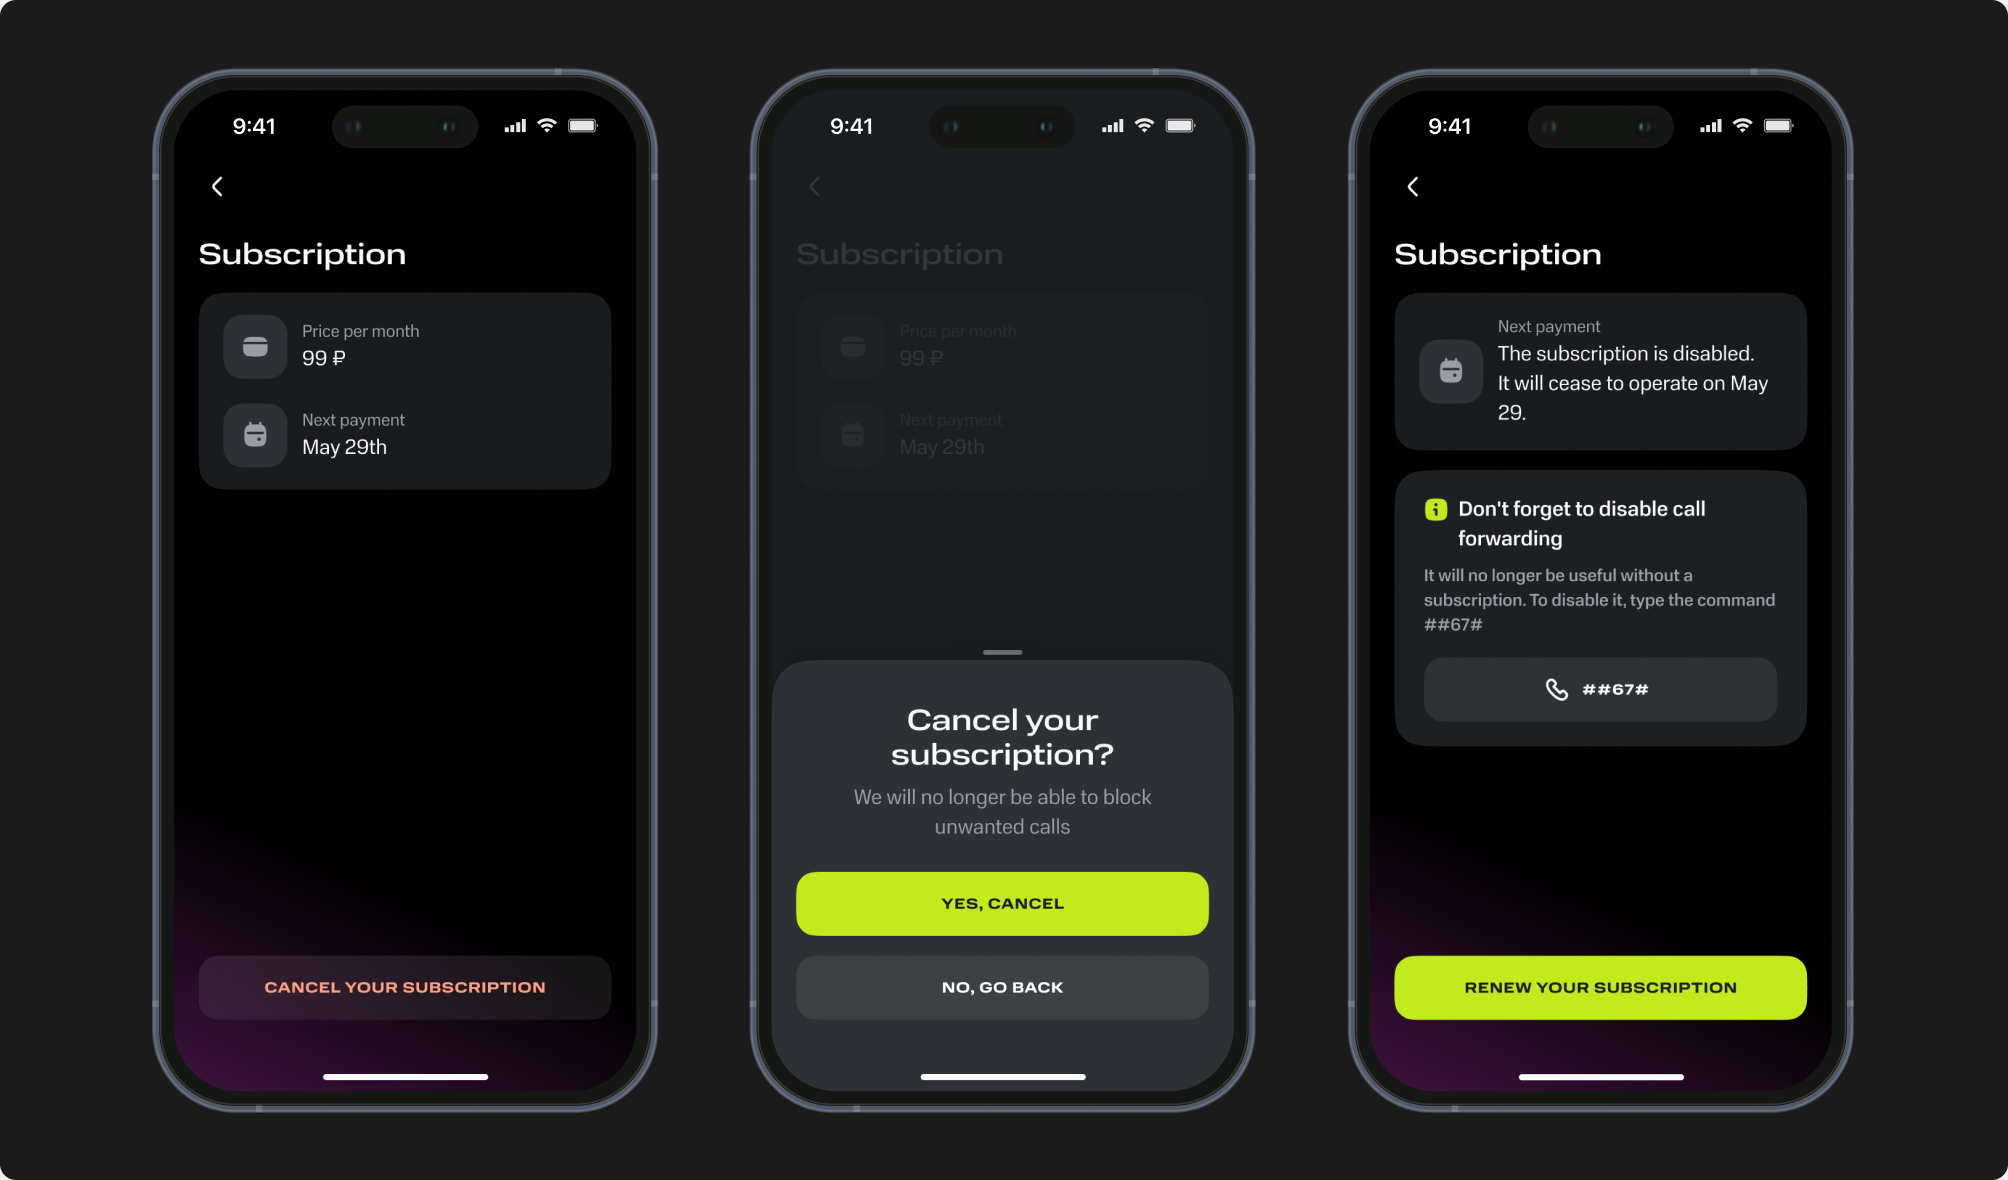 9:41
Subscription
Price per month
99 ₽
Next payment
May 29th
CANCEL YOUR SUBSCRIPTION
9:41
Subscription
Price per month
99 ₽
Next payment
May 29th
Cancel your
subscription?
We will no longer be able to block
unwanted calls
YES, CANCEL
NO, GO BACK
9:41
Subscription
Next payment
The subscription is disabled.
It will cease to operate on May
29.
Don't forget to disable call
forwarding
It will no longer be useful without a
subscription. To disable it, type the command
##67#
##67#
RENEW YOUR SUBSCRIPTION